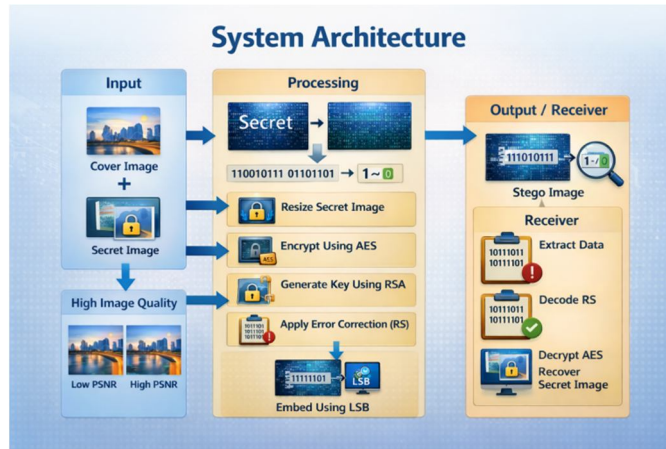 System Architecture
Input
Cover Image
+
Secret Image
High Image Quality
Low PSNR High PSNR
Processing
Secret
110010111 01101101 → 1~0
Resize Secret Image
Encrypt Using AES
AES
Generate Key Using RSA
Apply Error Correction (RS)
11111101
LSB
Embed Using LSB
Output / Receiver
111010111
Stego Image
Receiver
Extract Data
10111011
10111101
Decode RS
10111011
10111101
Decrypt AES
Recover
Secret Image